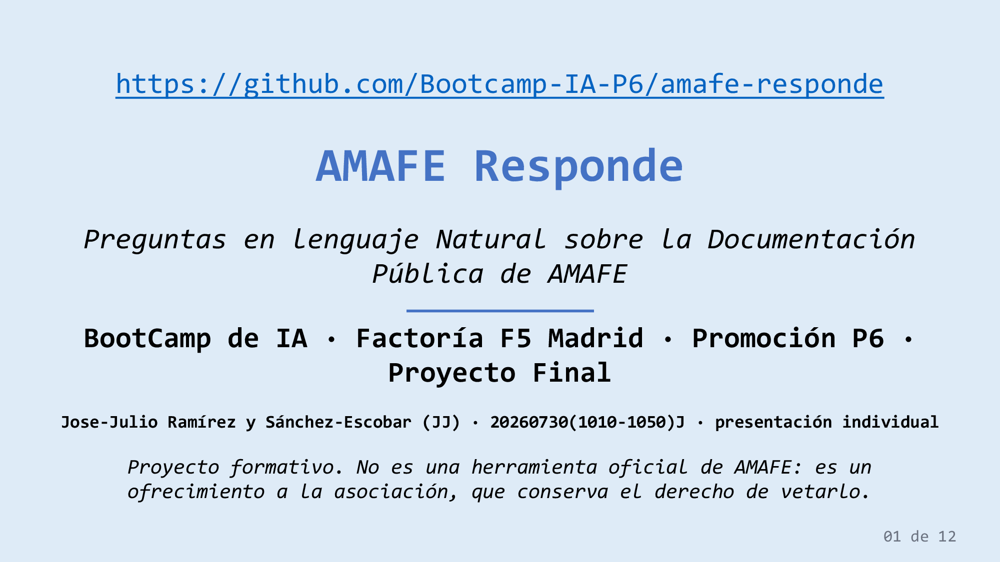 https://github.com/Bootcamp-IA-P6/amafe-responde
AMAFE Responde
Preguntas en lenguaje Natural sobre la Documentación
Pública de AMAFE
BootCamp de IA · Factoría F5 Madrid · Promoción P6 ·
Proyecto Final
Jose-Julio Ramírez y Sánchez-Escobar (JJ) · 20260730(1010-1050)J · presentación individual
Proyecto formativo. No es una herramienta oficial de AMAFE: es un
ofrecimiento a la asociación, que conserva el derecho de vetarlo.
01 de 12